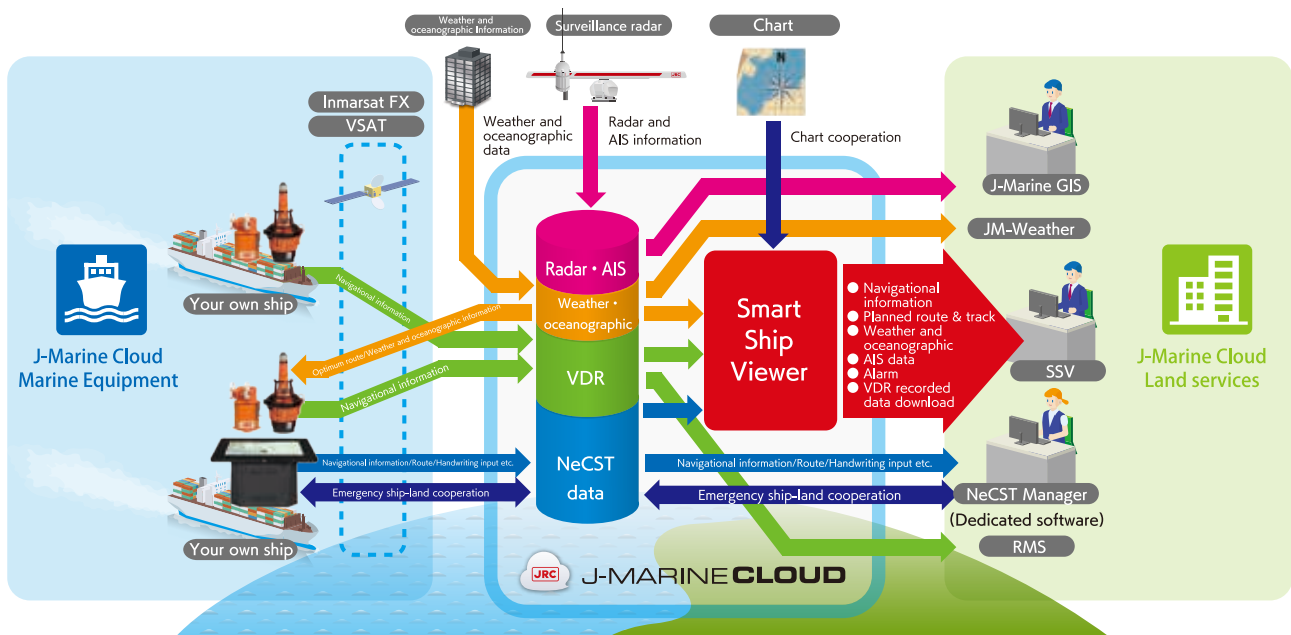 Weather and
oceanographic Information
Surveillance radar
Chart
JRC
N
Inmarsat FX
VSAT
Weather and
oceanographic
data
Radar and
AIS information
Chart cooperation
J-Marine GIS
JM-Weather
Radar・AIS
Weather・
oceanographic
VDR
NeCST
data
Smart
Ship
Viewer
Navigational
information
Planned route & track
Weather and
oceanographic
AIS data
Alarm
VDR recorded
data download
SSV
Your own ship
Navigational information
Optimum route/Weather and oceanographic information
Navigational information
J-Marine Cloud
Marine Equipment
J-Marine Cloud
Land services
Navigational information/Route/Handwriting input etc.
Emergency ship-land cooperation
Navigational information/Route/Handwriting input etc.
Emergency ship-land cooperation
NeCST Manager
(Dedicated software)
RMS
Your own ship
JRC
J-MARINE CLOUD